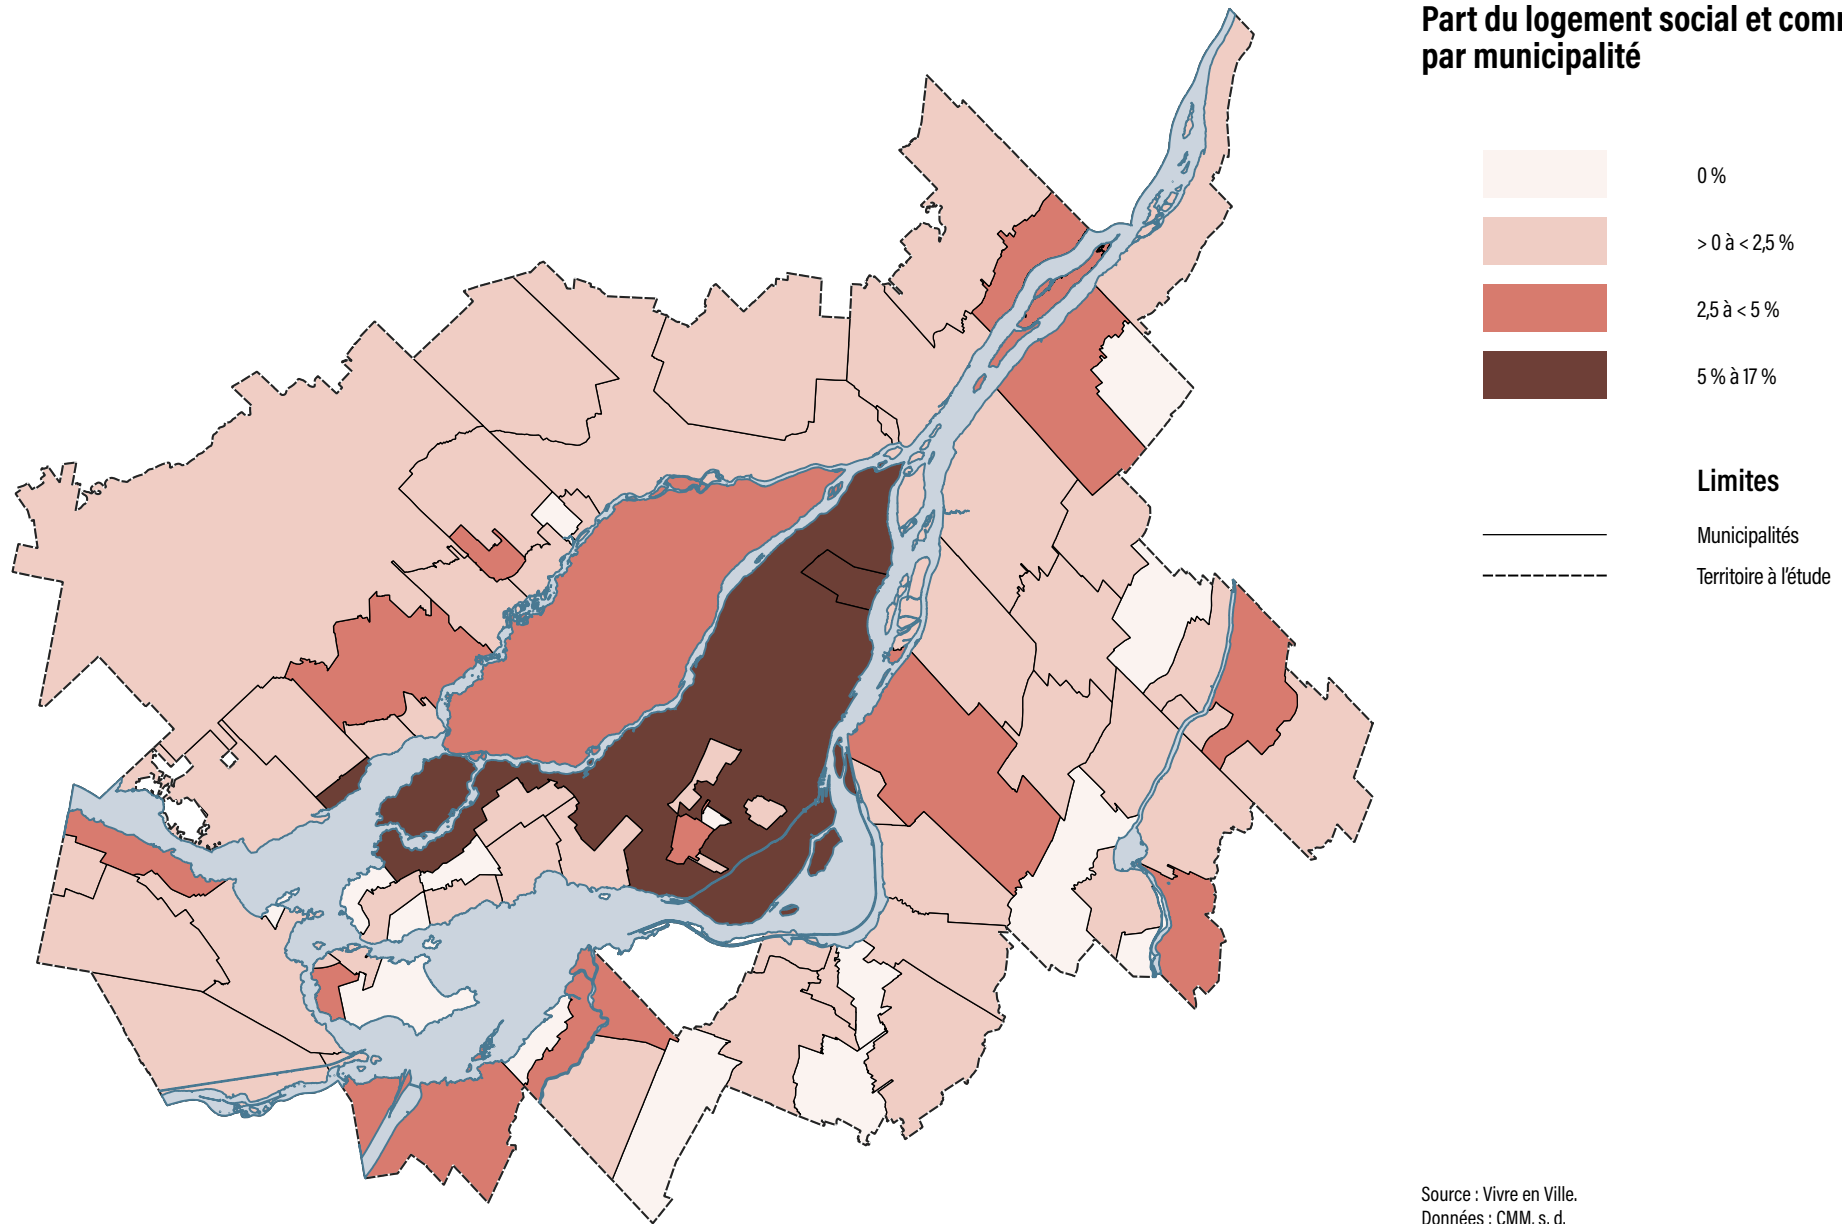 Part du logement social et
par municipalité
0 %
> 0 à < 2,5 %
2,5 à < 5 %
5 % à 17 %
Limites
Municipalités
Territoire à l'étude
Source : Vivre en Ville.
Données : CMM, s. d.